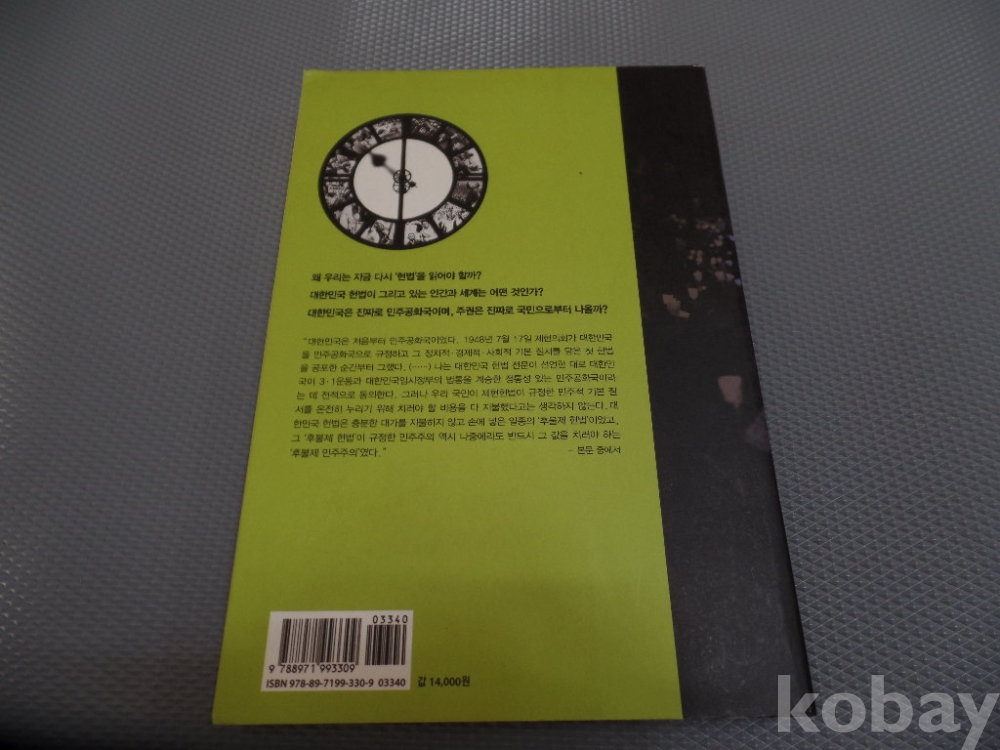 왜 우리는 지금 다시 '헌법'을 읽어야 할까?
대한민국 헌법이 그리고 있는 인간과 세계는 어떤 것인가?
대한민국은 진짜로 민주공화국이며, 주권은 진짜로 국민으로부터 나올까?
"대한민국은 처음부터 민주공화국이었다. 1948년 7월 17일 제헌의회가 대한민국
을 민주공화국으로 규정하고 그 정치적·경제적·사회적 기본 질서를 담은 첫 헌법
을 공포한 순간부터 그랬다. (……) 나는 대한민국 헌법 전문이 선언한 대로 대한민
국이 3·1운동과 대한민국임시정부의 법통을 계승한 정통성 있는 민주공화국이라
는 데 전적으로 동의한다. 그러나 우리 국민이 제헌헌법이 규정한 민주적 기본 질
서를 온전히 누리기 위해 치러야 할 비용을 다 지불했다고는 생각하지 않는다. 대
한민국 헌법은 충분한 대가를 지불하지 않고 손에 넣은 일종의 '후불제 헌법'이었고,
그 '후불제 헌법'이 규정한 민주주의 역시 나중에라도 반드시 그 값을 치러야 하는
'후불제 민주주의'였다."
- 본문 중에서
03340
9 788971 993309
ISBN 978-89-7199-330-9 03340
값 14,000원
kobay